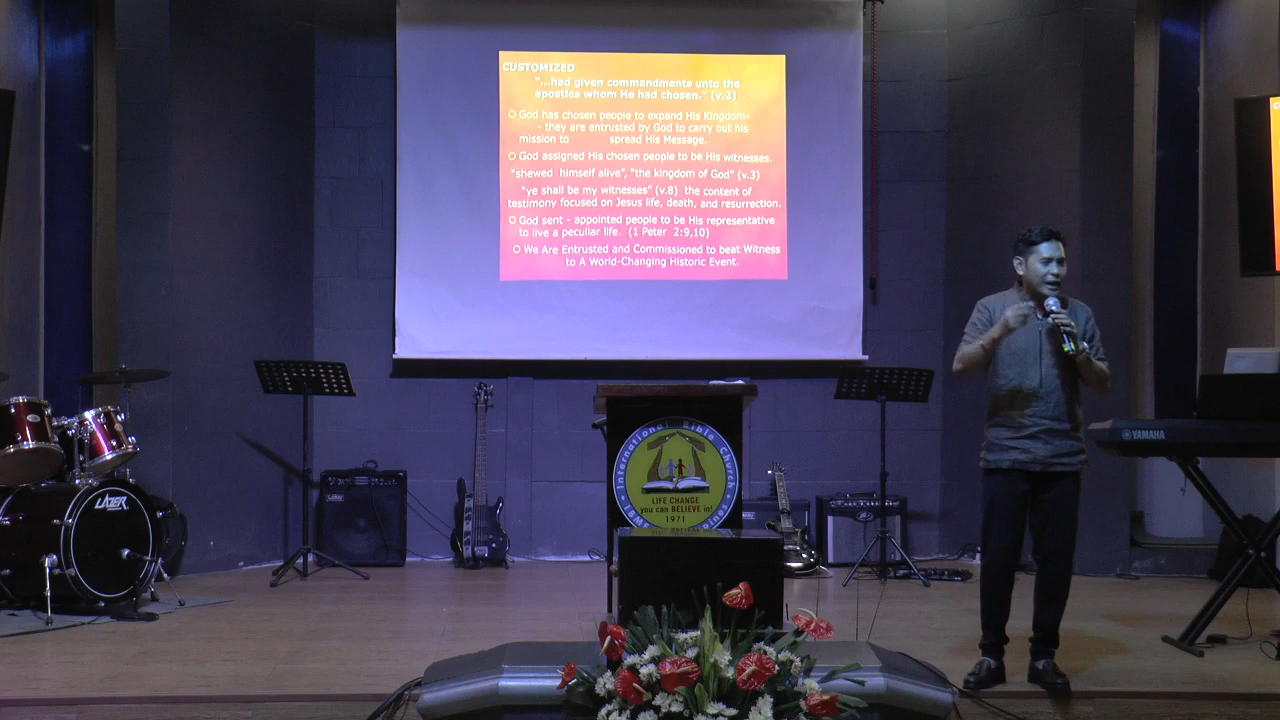 CUSTOMIZED
"...had given commandments unto the
apostles whom He had chosen." (v.2)
O God has chosen people to expand His Kingdom-
- they are entrusted by God to carry out his
mission to spread His Message.
O God assigned His chosen people to be His witnesses.
"shewed himself alive", "the kingdom of God" (v.3)
"ye shall be my witnesses" (v.8) the content of
testimony focused on Jesus life, death, and resurrection.
O God sent - appointed people to be His representative
to live a peculiar life. (1 Peter 2:9,10)
O We Are Entrusted and Commissioned to beat Witness
to A World-Changing Historic Event.
International Bible Church
LIFE CHANGE
you can BELIEVE in!
1971
LAZER
YAMAHA